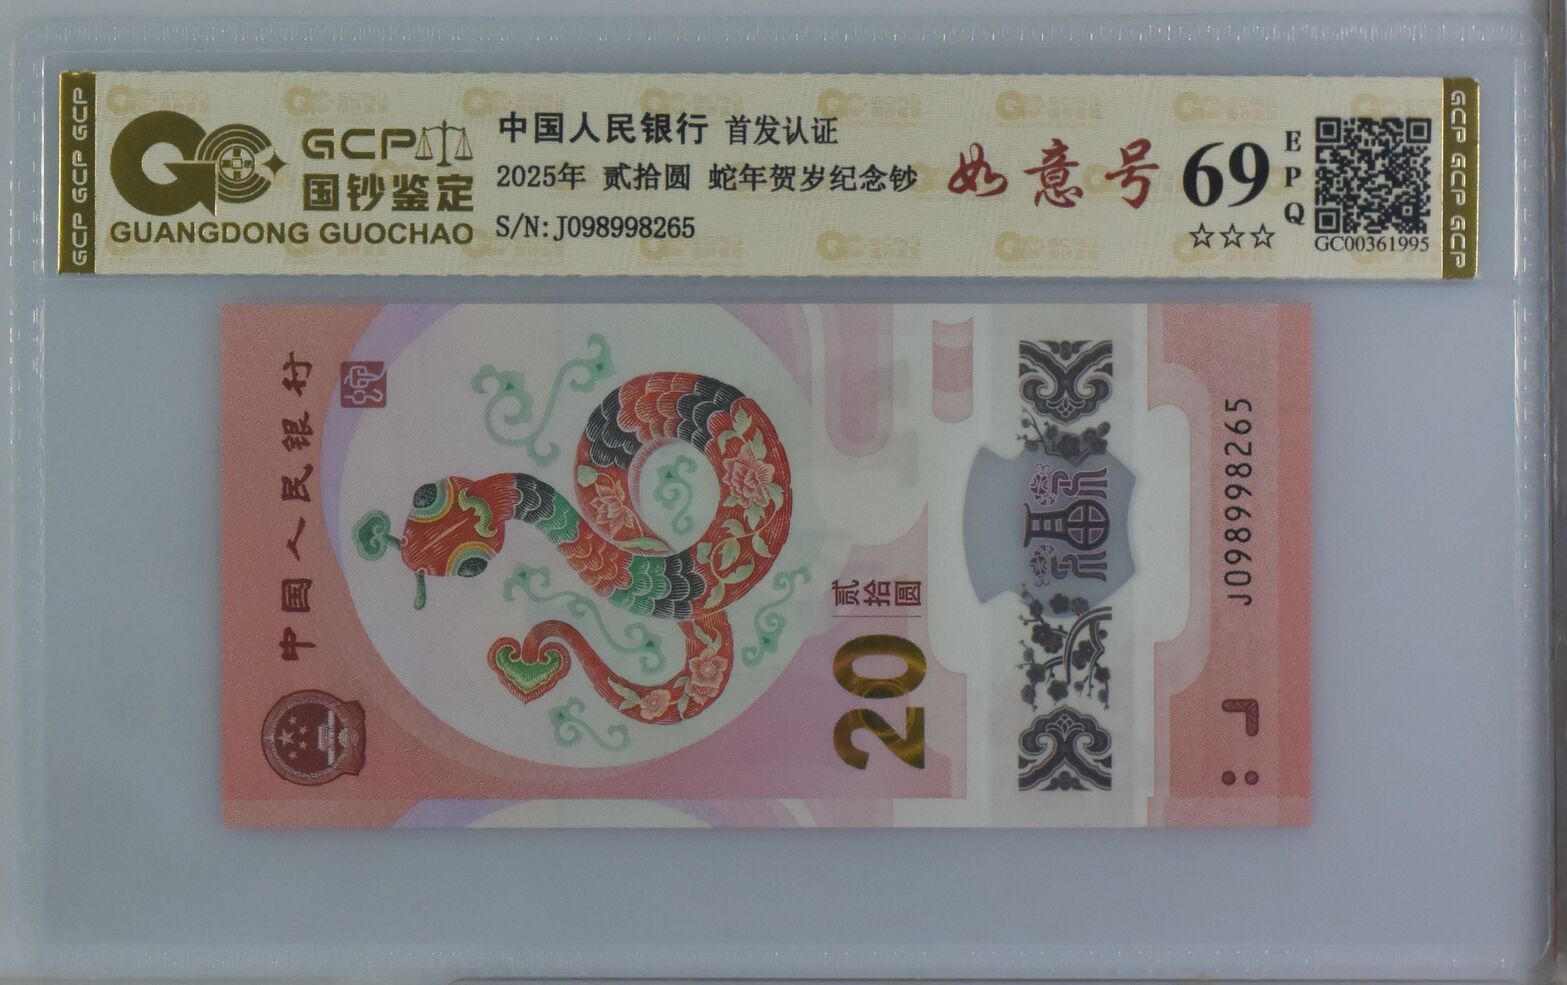 GCP GCP GCP
GCP
国钞鉴定
GUANGDONG GUOCHAO
中国人民银行 首发认证
2025年 贰拾圆 蛇年贺岁纪念钞
S/N: J098998265
如意号
69
EPQ
☆☆☆
GC00361995
GCP GCP GCP
中国人民银行
贰拾圆
20
福
J098998265